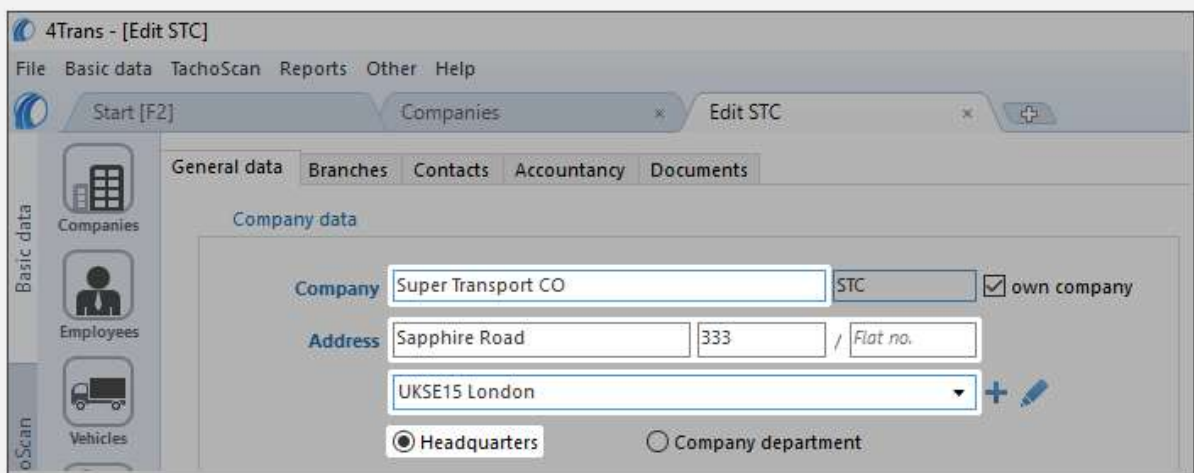 4Trans - [Edit STC]
File Basic data TachoScan Reports Other Help
Start [F2] Companies Edit STC
General data Branches Contacts Accountancy Documents
Basic data
Companies
Company data
Company Super Transport CO STC own company
Employees
Address Sapphire Road 333 / Flat no.
UKSE15 London
Vehicles
Headquarters Company department
oScan